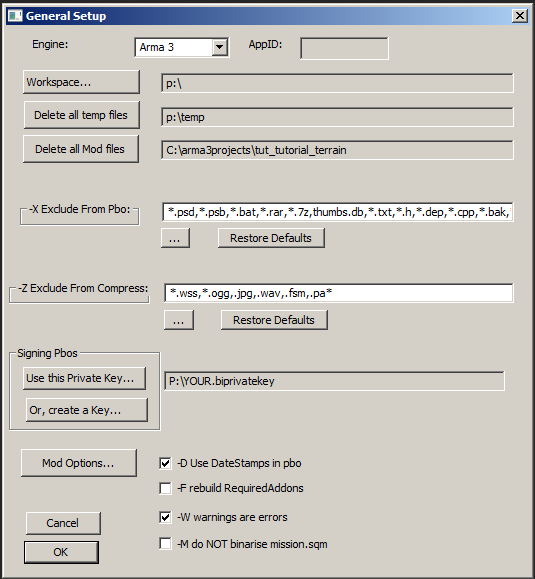 General Setup
Engine: Arma 3 AppID:
Workspace... p:\
Delete all temp files p:\temp
Delete all Mod files C:\arma3projects\tut_tutorial_terrain
-X Exclude From Pbo: *.psd,*.psb,*.bat,*.rar,*.7z,thumbs.db,*.txt,*.h,*.dep,*.cpp,*.bak,*
... Restore Defaults
-Z Exclude From Compress: *.wss,*.ogg,.jpg,.wav,.fsm,.pa*
... Restore Defaults
Signing Pbos
Use this Private Key... P:\YOUR.biprivatekey
Or, create a Key...
Mod Options... -D Use DateStamps in pbo
-F rebuild RequiredAddons
Cancel -W warnings are errors
OK -M do NOT binarise mission.sqm